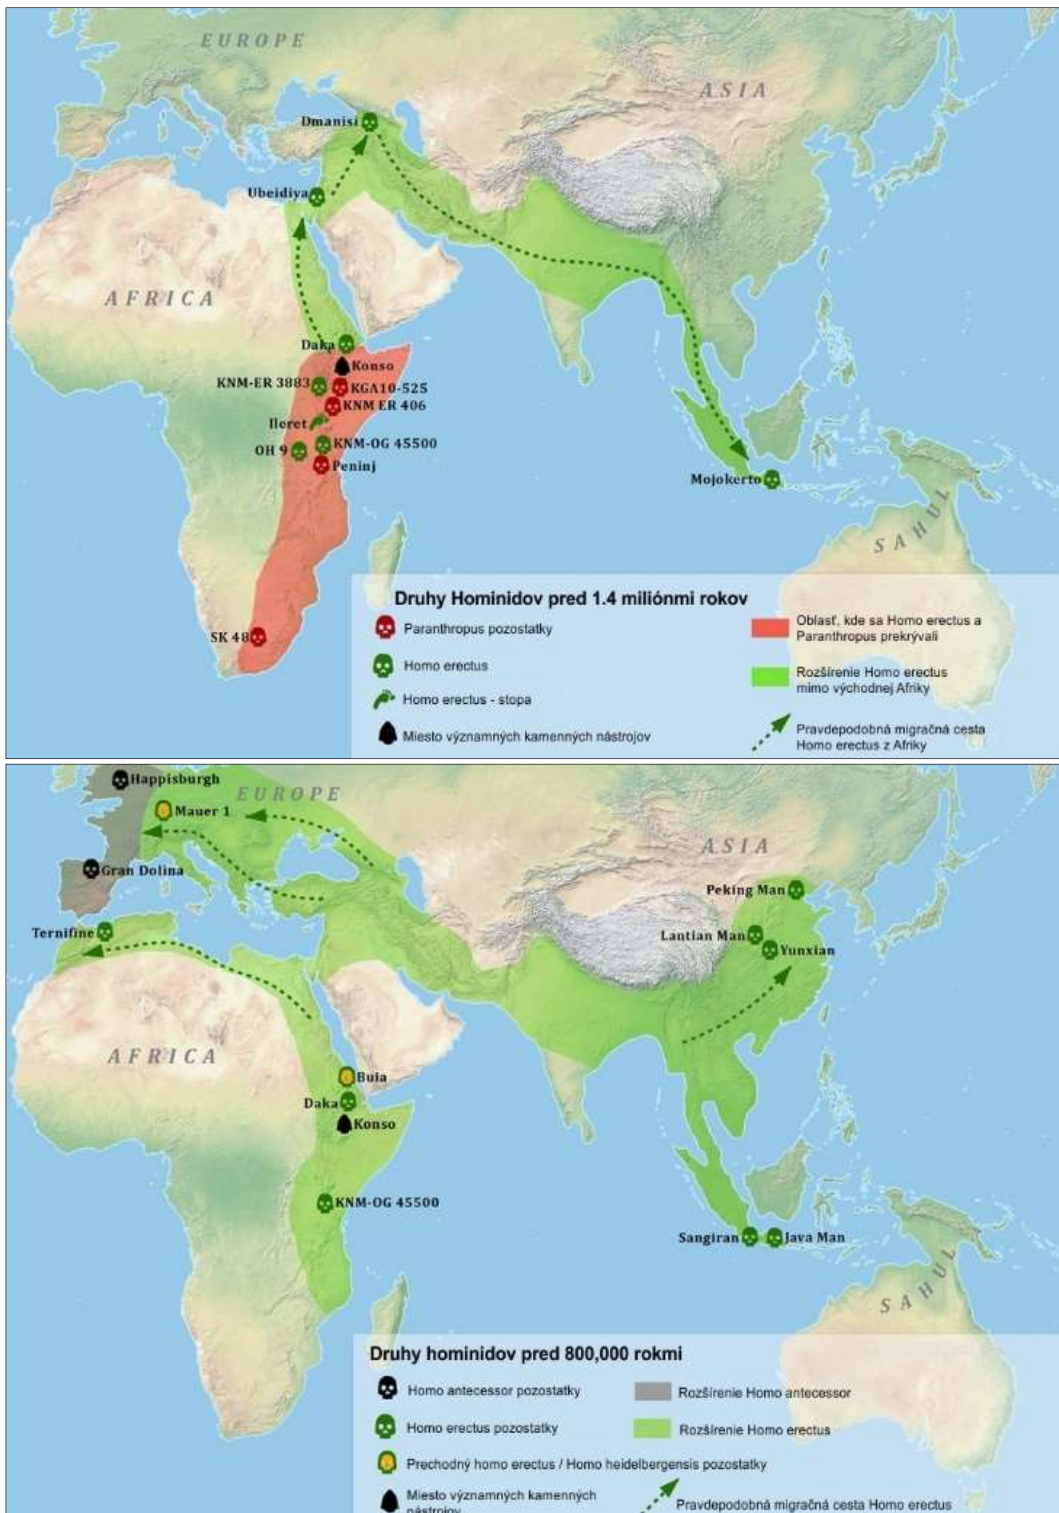 EUROPE
ASIA
Dmanisi
Ubeidiya
AFRICA
Daka
Konso
KNM-ER 3883
KGA10-525
KNM ER 406
Ileret
KNM-OG 45500
OH 9
Peninj
Mojokerto
SAHUL
SK 48
Druhy Hominidov pred 1.4 miliónmi rokov
Paranthropus pozostatky
Homo erectus
Homo erectus - stopa
Miesto významných kamenných nástrojov
Oblasť, kde sa Homo erectus a
Paranthropus prekrývali
Rozšírenie Homo erectus
mimo východnej Afriky
Pravdepodobná migračná cesta
Homo erectus z Afriky
Happisburgh
EUROPE
Mauer 1
ASIA
Gran Dolina
Peking Man
Ternifine
Lantian Man
Yunxian
AFRICA
Buia
Daka
Konso
KNM-OG 45500
Sangiran
Java Man
SAHUL
Druhy hominidov pred 800,000 rokmi
Homo antecessor pozostatky
Homo erectus pozostatky
Prechodný homo erectus / Homo heidelbergensis pozostatky
Miesto významných kamenných
nástrojov
Rozšírenie Homo antecessor
Rozšírenie Homo erectus
Pravdepodobná migračná cesta Homo erectus